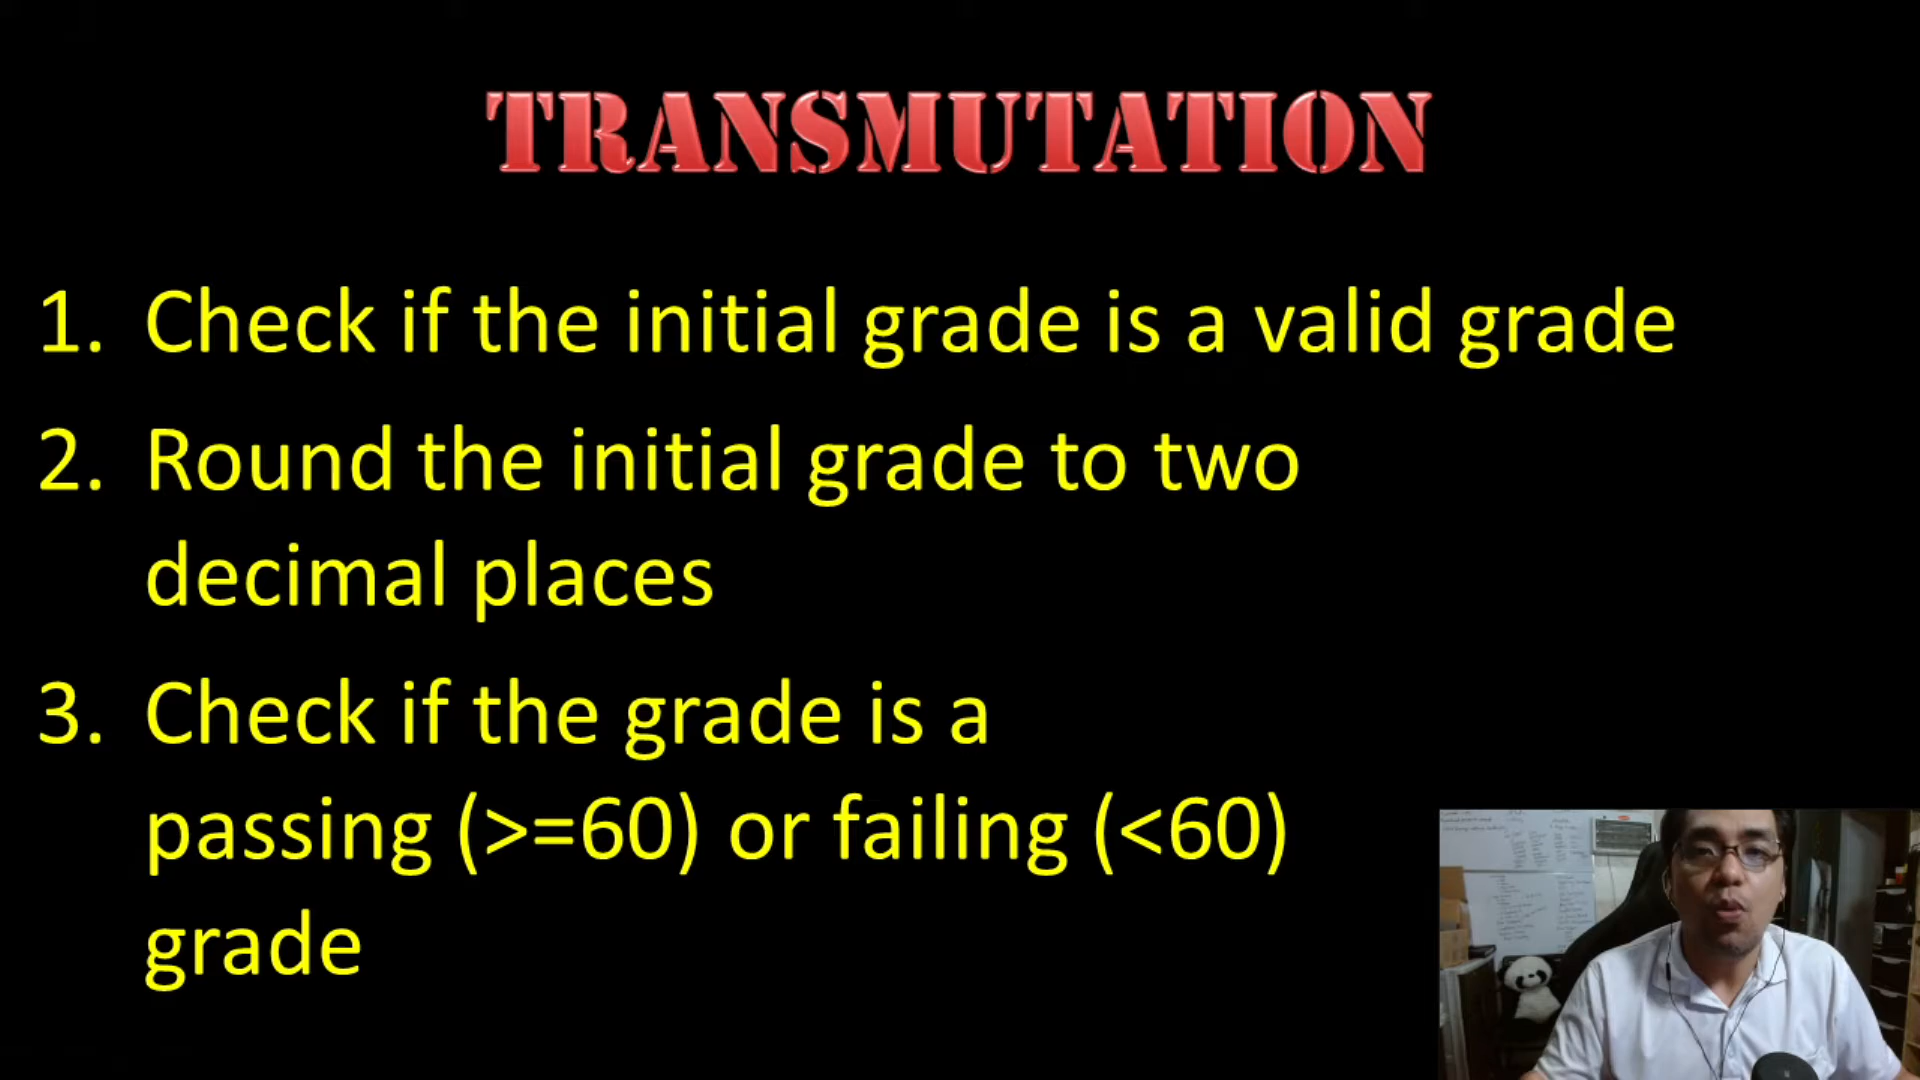 TRANSMUTATION
1. Check if the initial grade is a valid grade
2. Round the initial grade to two
decimal places
3. Check if the grade is a
passing (>=60) or failing (<60)
grade